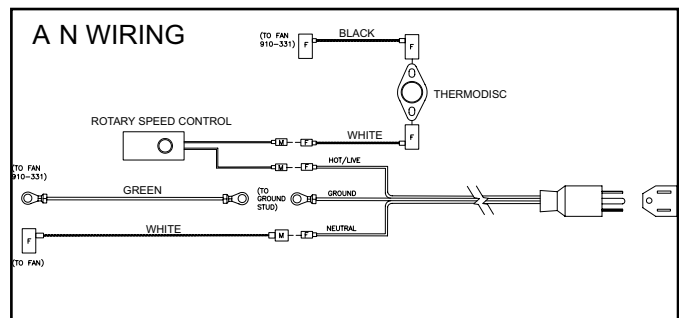 A N WIRING
(TO FAN
910-331)
F
BLACK
F
THERMODISC
F
ROTARY SPEED CONTROL
M
F
WHITE
M
F
HOT/LIVE
(TO FAN
910-331)
GREEN
(TO
GROUND
STUD)
GROUND
WHITE
M
F
NEUTRAL
F
(TO FAN)